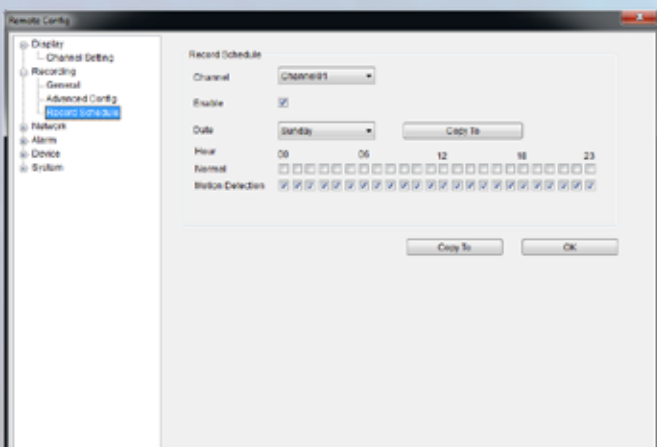 Remote Config
Display
Channel Setting
Recording
General
Advanced Config
Record Schedule
Network
Alarm
Device
System
Record Schedule
Channel Channel01
Enable
Date Sunday Copy To
Hour 00 06 12 18 23
Normal
Motion Detection
Copy To OK